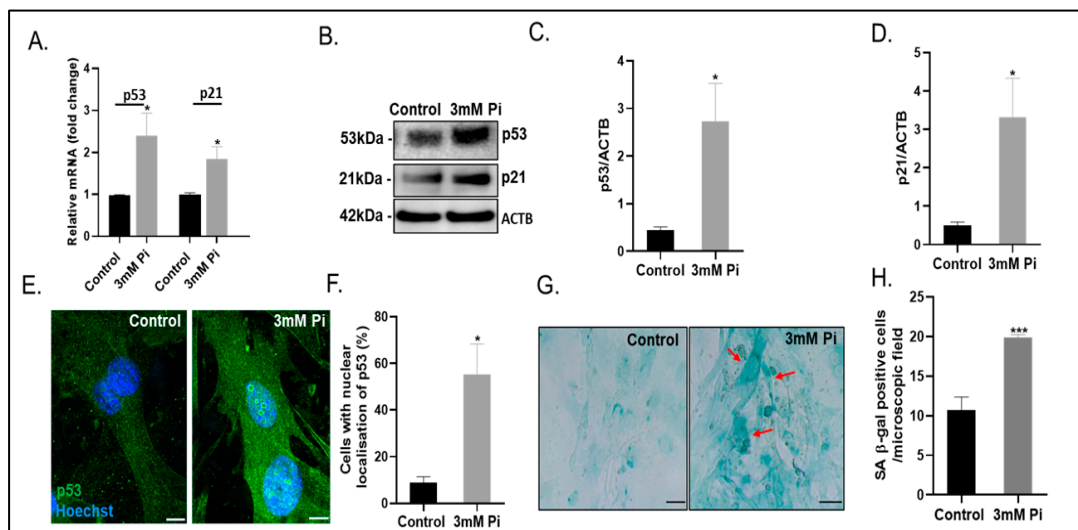 A.
Relative mRNA (fold change)
4
3
2
1
0
p53
p21
*
*
Control
3mM Pi
Control
3mM Pi
B.
Control 3mM Pi
53kDa - p53
21kDa - p21
42kDa - ACTB
C.
p53/ACTB
4
3
2
1
0
*
Control 3mM Pi
D.
p21/ACTB
5
4
3
2
1
0
*
Control 3mM Pi
E.
Control
3mM Pi
p53
Hoechst
F.
Cells with nuclear
localisation of p53 (%)
80
60
40
20
0
*
Control 3mM Pi
G.
Control
3mM Pi
H.
SA β-gal positive cells
/microscopic field
25
20
15
10
5
0
***
Control 3mM Pi